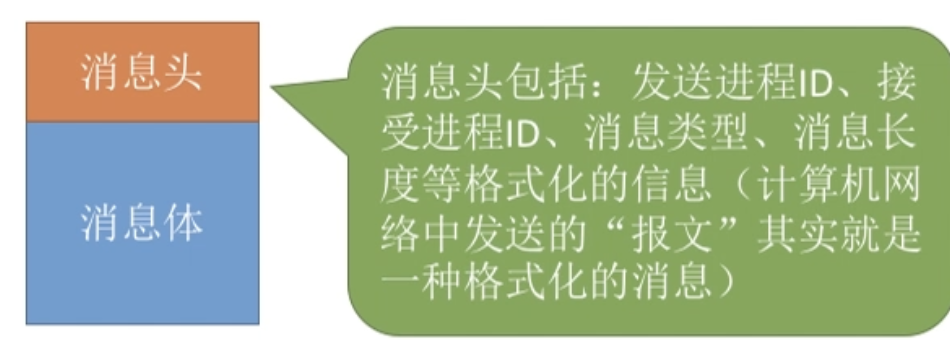 消息头
消息体
消息头包括：发送进程ID、接
受进程ID、消息类型、消息长
度等格式化的信息（计算机网
络中发送的“报文”其实就是
一种格式化的消息）